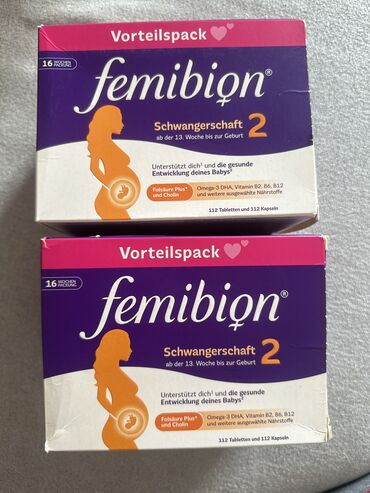 Vorteilspack
16 WOCHEN
PACKUNG
femibion®
Schwangerschaft 2
ab der 13. Woche bis zur Geburt
Unterstützt dich¹ und die gesunde
Entwicklung deines Babys²
Folsäure Plus*
und Cholin
Omega-3 DHA, Vitamin B2, B6, B12
und weitere ausgewählte Nährstoffe
112 Tabletten und 112 Kapseln
Vorteilspack
16 WOCHEN
PACKUNG
femibion®
Schwangerschaft 2
ab der 13. Woche bis zur Geburt
Unterstützt dich¹ und die gesunde
Entwicklung deines Babys²
Folsäure Plus*
und Cholin
Omega-3 DHA, Vitamin B2, B6, B12
und weitere ausgewählte Nährstoffe
112 Tabletten und 112 Kapseln